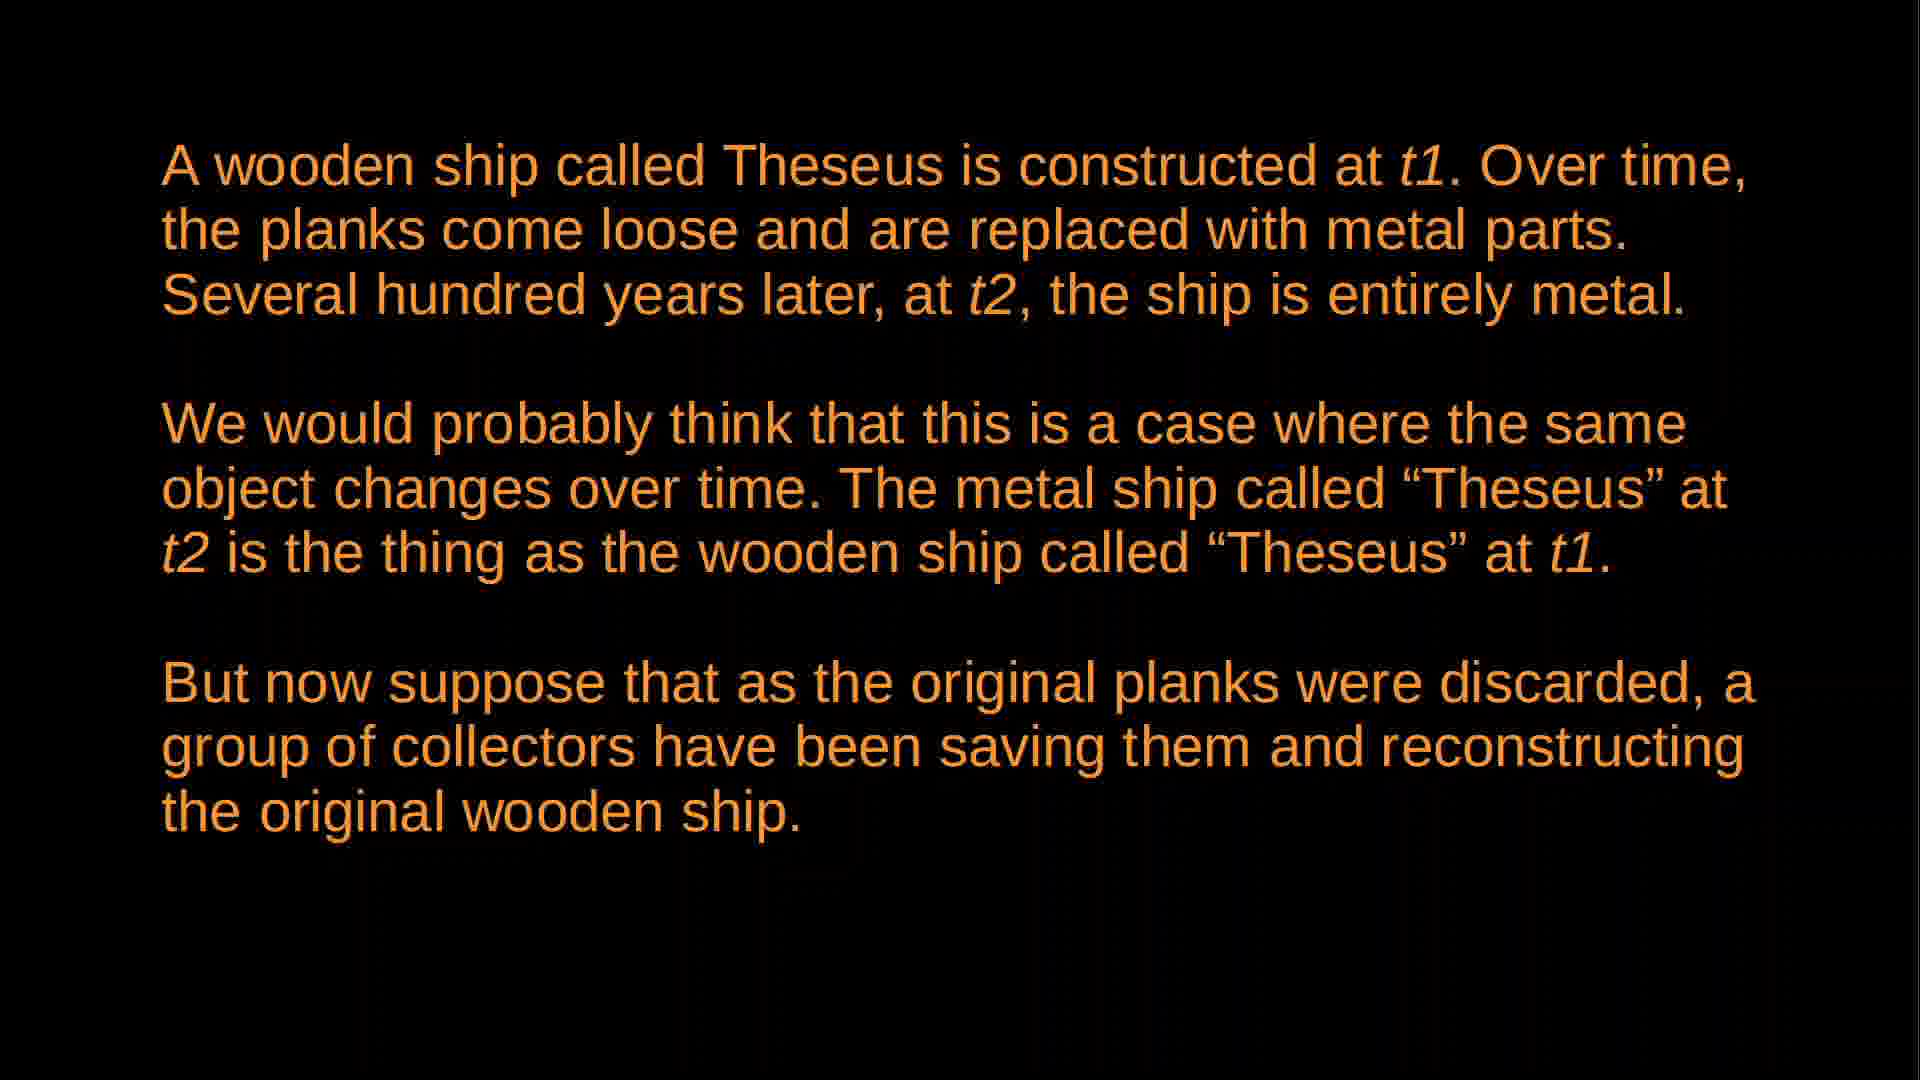 A wooden ship called Theseus is constructed at t1. Over time,
the planks come loose and are replaced with metal parts.
Several hundred years later, at t2, the ship is entirely metal.
We would probably think that this is a case where the same
object changes over time. The metal ship called “Theseus” at
t2 is the thing as the wooden ship called “Theseus” at t1.
But now suppose that as the original planks were discarded, a
group of collectors have been saving them and reconstructing
the original wooden ship.